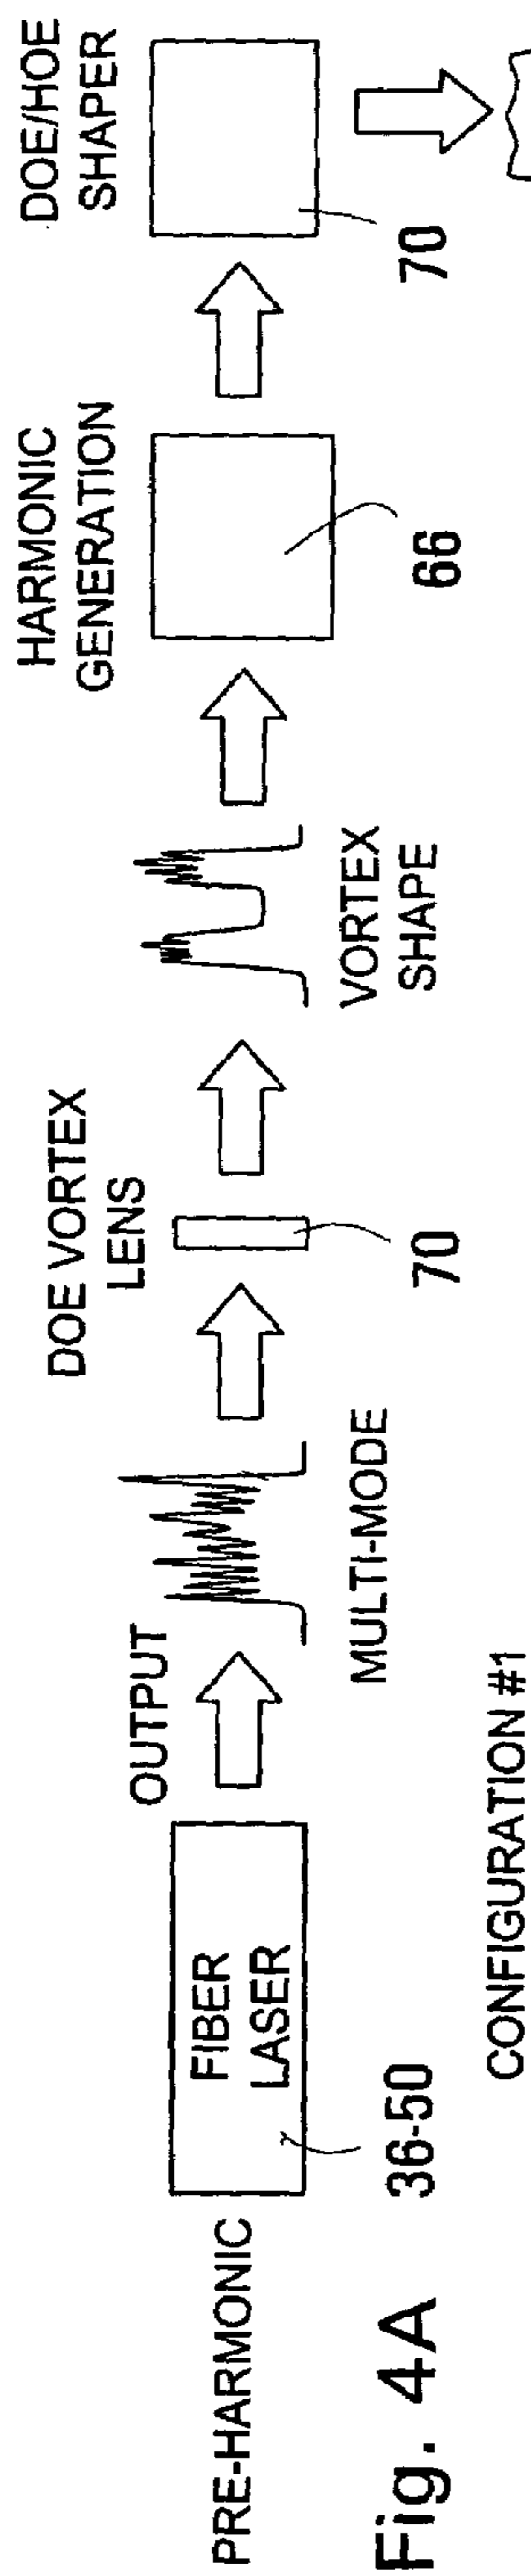 PRE-HARMONIC
FIBER
LASER
36-50
OUTPUT
MULTI-MODE
DOE VORTEX
LENS
70
VORTEX
SHAPE
HARMONIC
GENERATION
66
DOE/HOE
SHAPER
70
CONFIGURATION #1
Fig. 4A